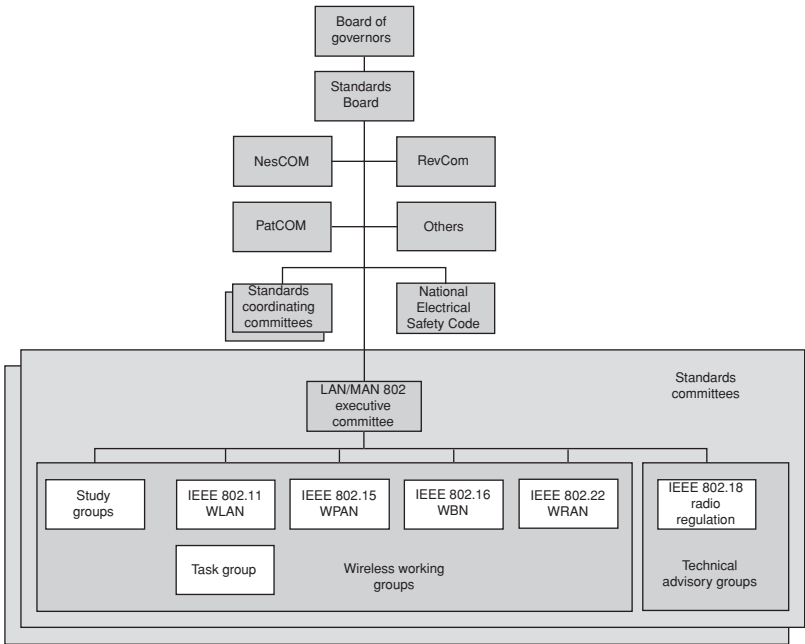 Board of
governors
Standards
Board
NesCOM
RevCom
PatCOM
Others
Standards
coordinating
committees
National
Electrical
Safety Code
Standards
committees
LAN/MAN 802
executive
committee
Study
groups
IEEE 802.11
WLAN
IEEE 802.15
WPAN
IEEE 802.16
WBN
IEEE 802.22
WRAN
IEEE 802.18
radio
regulation
Task group
Wireless working
groups
Technical
advisory groups